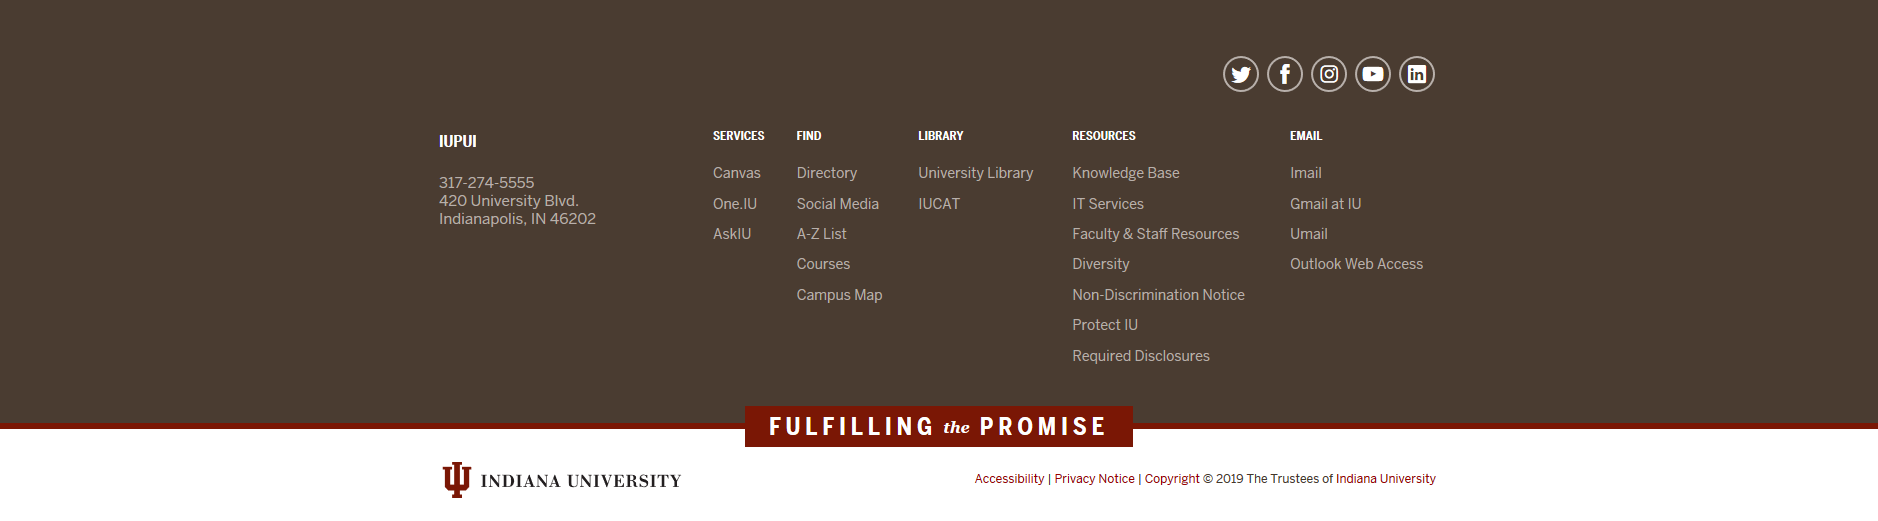 IUPUI
317-274-5555
420 University Blvd.
Indianapolis, IN 46202
SERVICES
Canvas
One.IU
AskIU
FIND
Directory
Social Media
A-Z List
Courses
Campus Map
LIBRARY
University Library
IUCAT
RESOURCES
Knowledge Base
IT Services
Faculty & Staff Resources
Diversity
Non-Discrimination Notice
Protect IU
Required Disclosures
EMAIL
Imail
Gmail at IU
Umail
Outlook Web Access
FULFILLING the PROMISE
INDIANA UNIVERSITY
Accessibility | Privacy Notice | Copyright © 2019 The Trustees of Indiana University